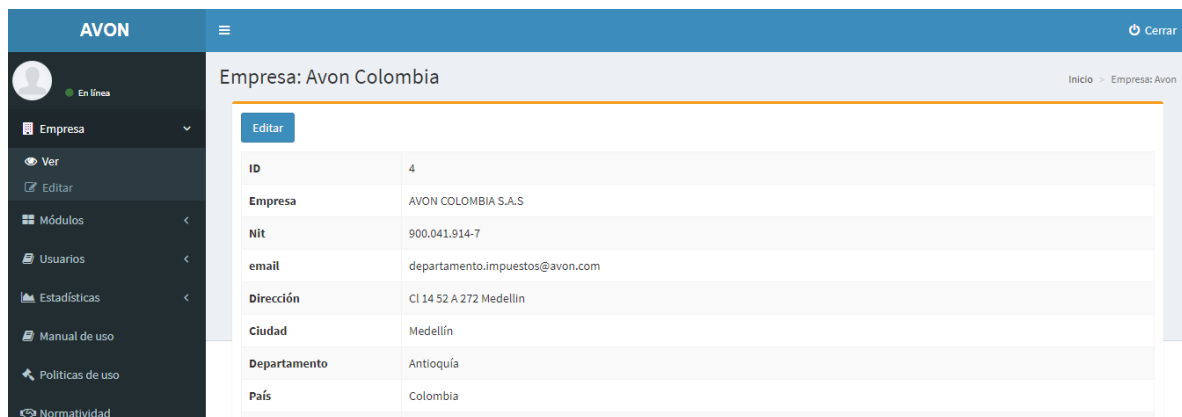 AVON
Cerrar
En línea
Empresa: Avon Colombia
Inicio > Empresa: Avon
Empresa
Ver
Editar
Módulos
Usuarios
Estadísticas
Manual de uso
Politicas de uso
Normatividad
Editar
ID 4
Empresa AVON COLOMBIA S.A.S
Nit 900.041.914-7
email departamento.impuestos@avon.com
Dirección Cl 14 52 A 272 Medellin
Ciudad Medellín
Departamento Antioquía
País Colombia